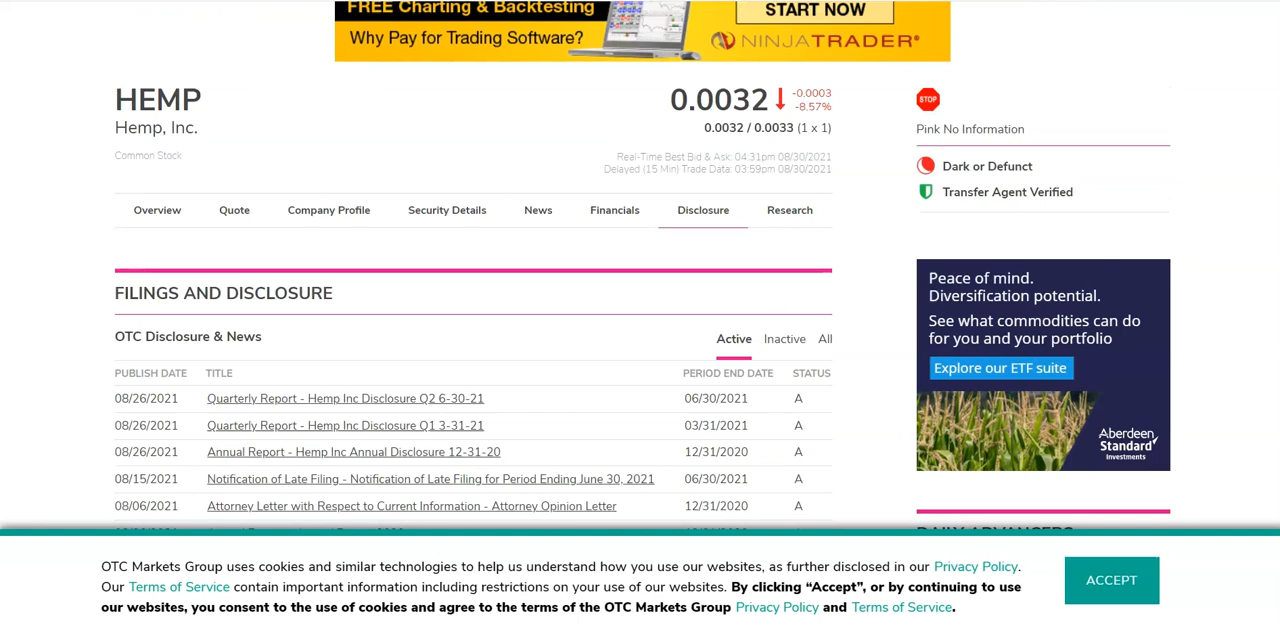 FREE Charting & Backtesting
START NOW
Why Pay for Trading Software?
NINJATRADER®
HEMP
Hemp, Inc.
Common Stock
0.0032
-0.0003
-8.57%
0.0032 / 0.0033 (1 x 1)
Real-Time Best Bid & Ask: 04:31pm 08/30/2021
Delayed (15 Min) Trade Data: 03:59pm 08/30/2021
STOP
Pink No Information
Dark or Defunct
Transfer Agent Verified
Overview Quote Company Profile Security Details News Financials Disclosure Research
FILINGS AND DISCLOSURE
OTC Disclosure & News
Active Inactive All
PUBLISH DATE TITLE PERIOD END DATE STATUS
08/26/2021 Quarterly Report - Hemp Inc Disclosure Q2 6-30-21 06/30/2021 A
08/26/2021 Quarterly Report - Hemp Inc Disclosure Q1 3-31-21 03/31/2021 A
08/26/2021 Annual Report - Hemp Inc Annual Disclosure 12-31-20 12/31/2020 A
08/15/2021 Notification of Late Filing - Notification of Late Filing for Period Ending June 30, 2021 06/30/2021 A
08/06/2021 Attorney Letter with Respect to Current Information - Attorney Opinion Letter 12/31/2020 A
Peace of mind.
Diversification potential.
See what commodities can do
for you and your portfolio
Explore our ETF suite
Aberdeen
Standard
Investments
DAILY ADVANCERS
OTC Markets Group uses cookies and similar technologies to help us understand how you use our websites, as further disclosed in our Privacy Policy.
Our Terms of Service contain important information including restrictions on your use of our websites. By clicking “Accept”, or by continuing to use
our websites, you consent to the use of cookies and agree to the terms of the OTC Markets Group Privacy Policy and Terms of Service.
ACCEPT